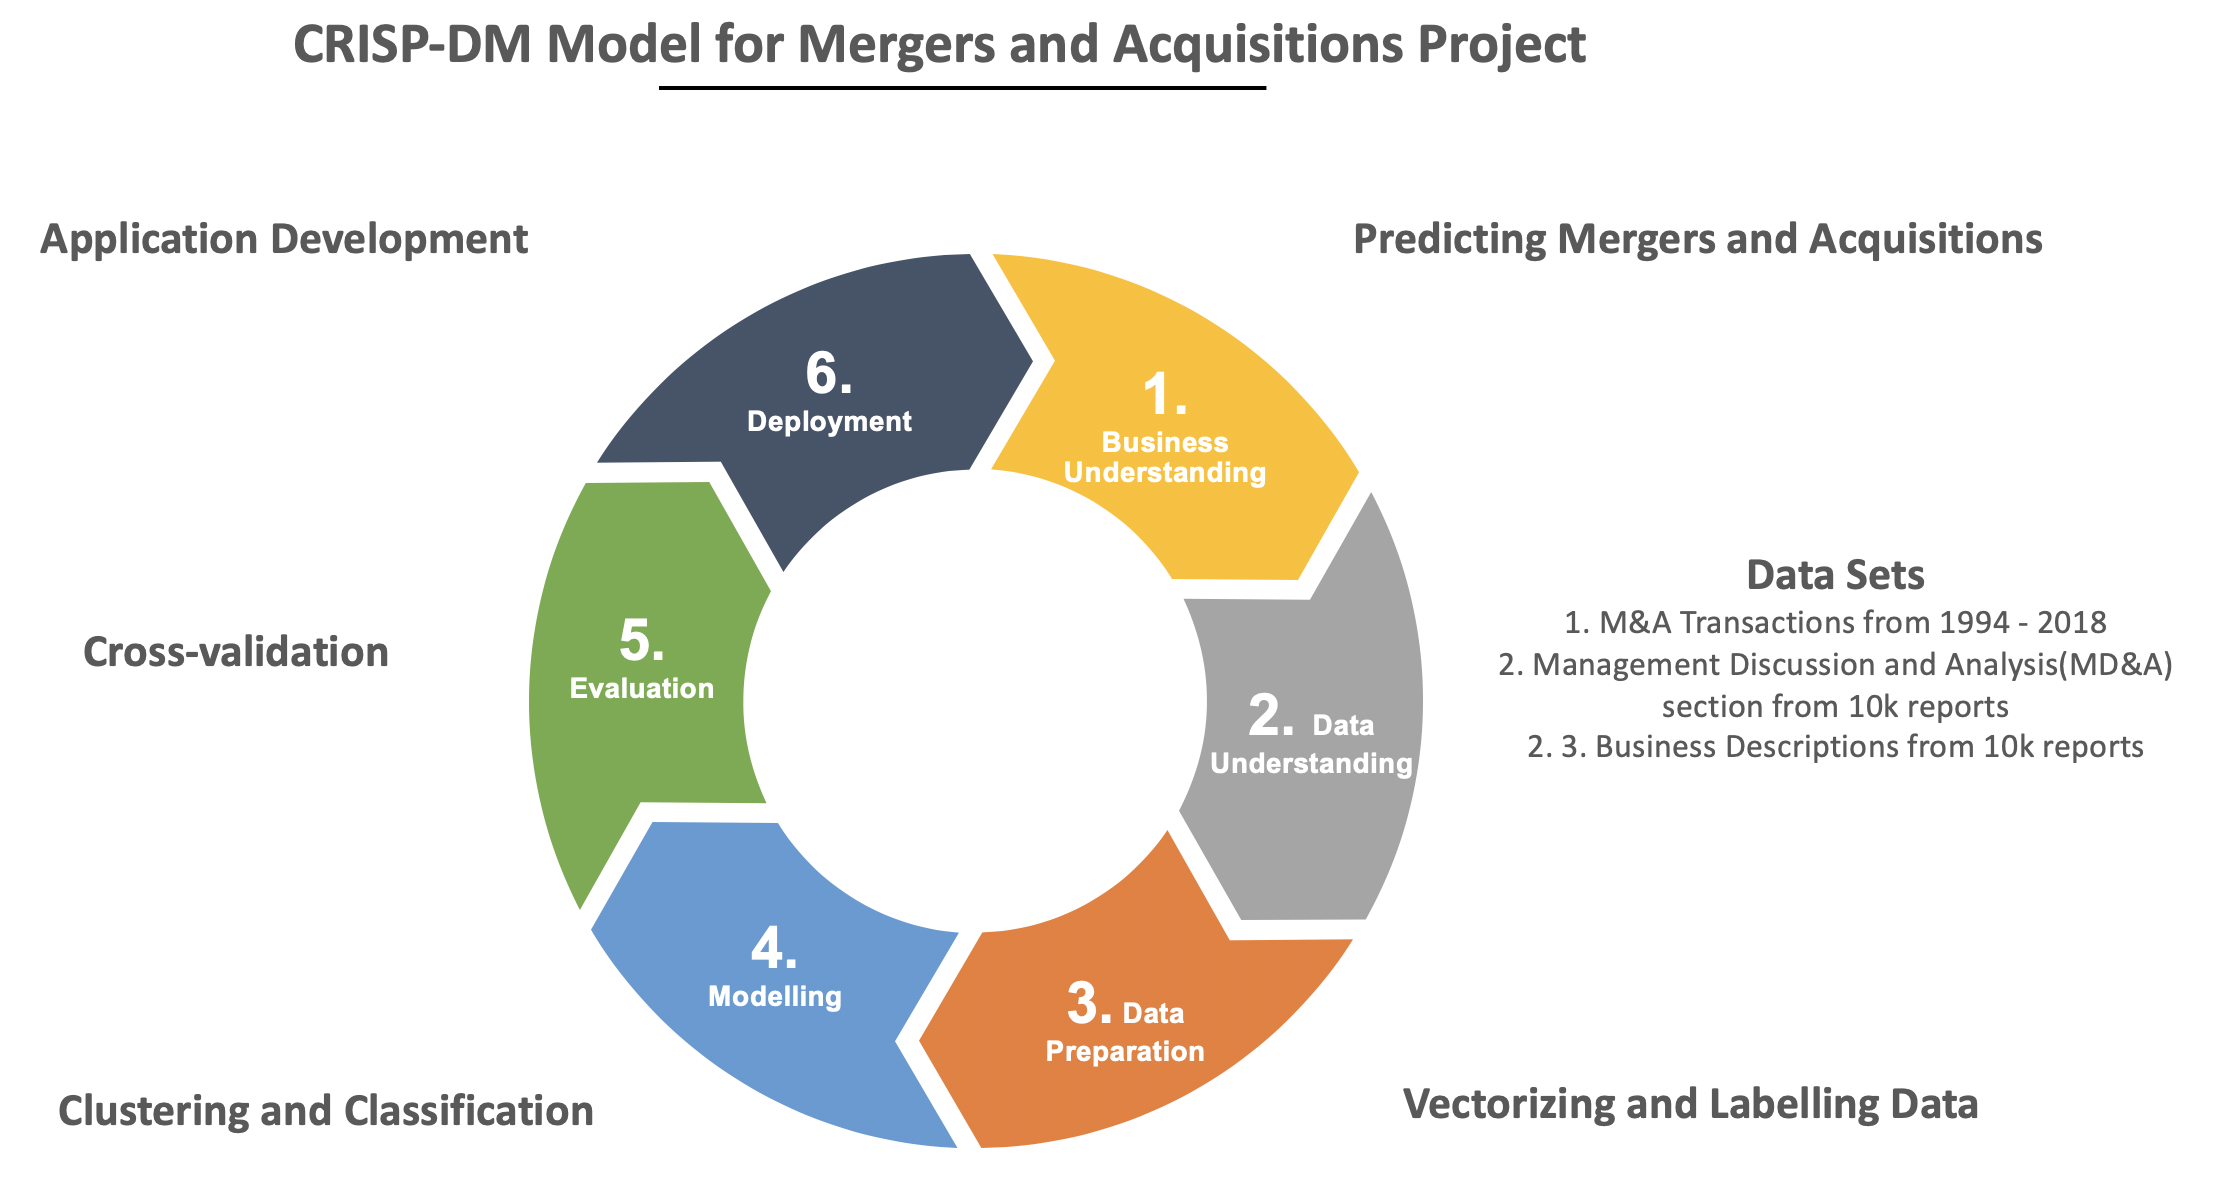 CRISP-DM Model for Mergers and Acquisitions Project
Application Development
Predicting Mergers and Acquisitions
6.
Deployment
1.
Business
Understanding
Data Sets
1. M&A Transactions from 1994 - 2018
2. Management Discussion and Analysis(MD&A)
section from 10k reports
2. 3. Business Descriptions from 10k reports
Cross-validation
5.
Evaluation
2. Data
Understanding
4.
Modelling
3. Data
Preparation
Clustering and Classification
Vectorizing and Labelling Data